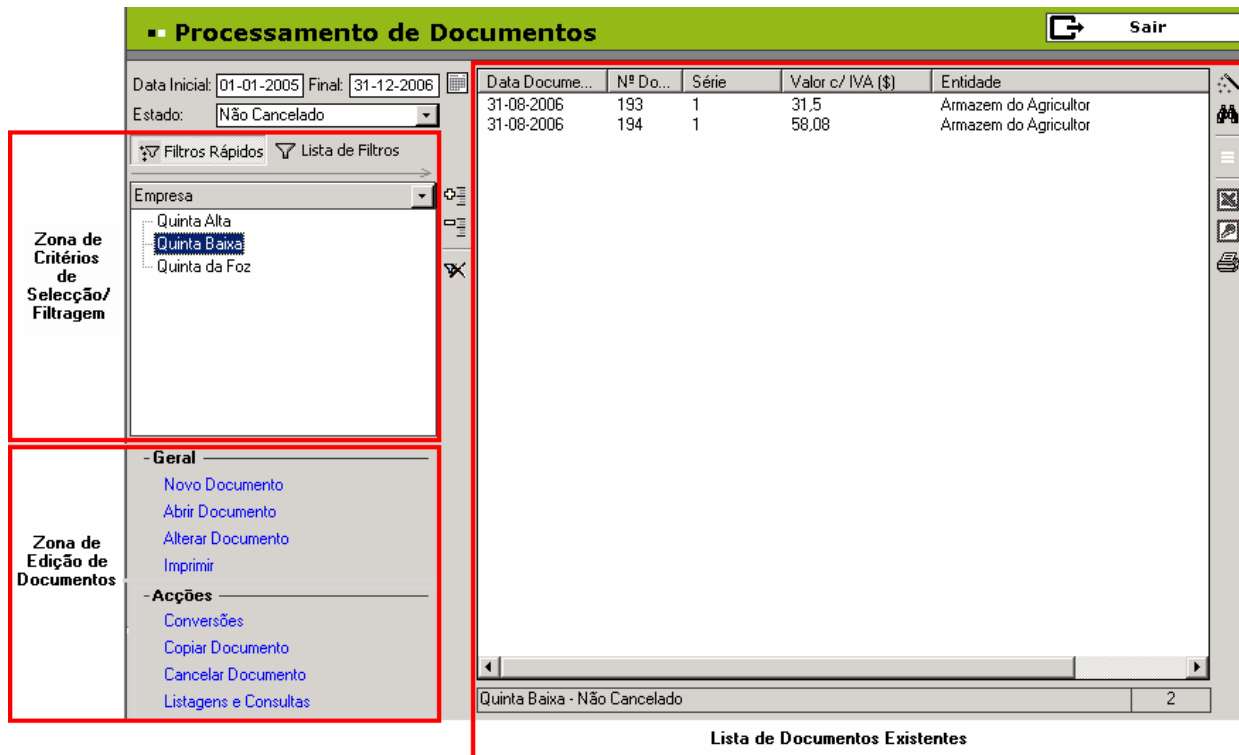 Processamento de Documentos
Sair
Data Inicial: 01-01-2005 Final: 31-12-2006
Estado: Não Cancelado
Filtros Rápidos Lista de Filtros
Empresa
Quinta Alta
Quinta Baixa
Quinta da Foz
Zona de
Critérios
de
Selecção/
Filtragem
Data Docume... Nº Do... Série Valor c/ IVA ($) Entidade
31-08-2006 193 1 31,5 Armazem do Agricultor
31-08-2006 194 1 58,08 Armazem do Agricultor
Zona de
Edição de
Documentos
- Geral
Novo Documento
Abrir Documento
Alterar Documento
Imprimir
- Acções
Conversões
Copiar Documento
Cancelar Documento
Listagens e Consultas
Quinta Baixa - Não Cancelado 2
Lista de Documentos Existentes